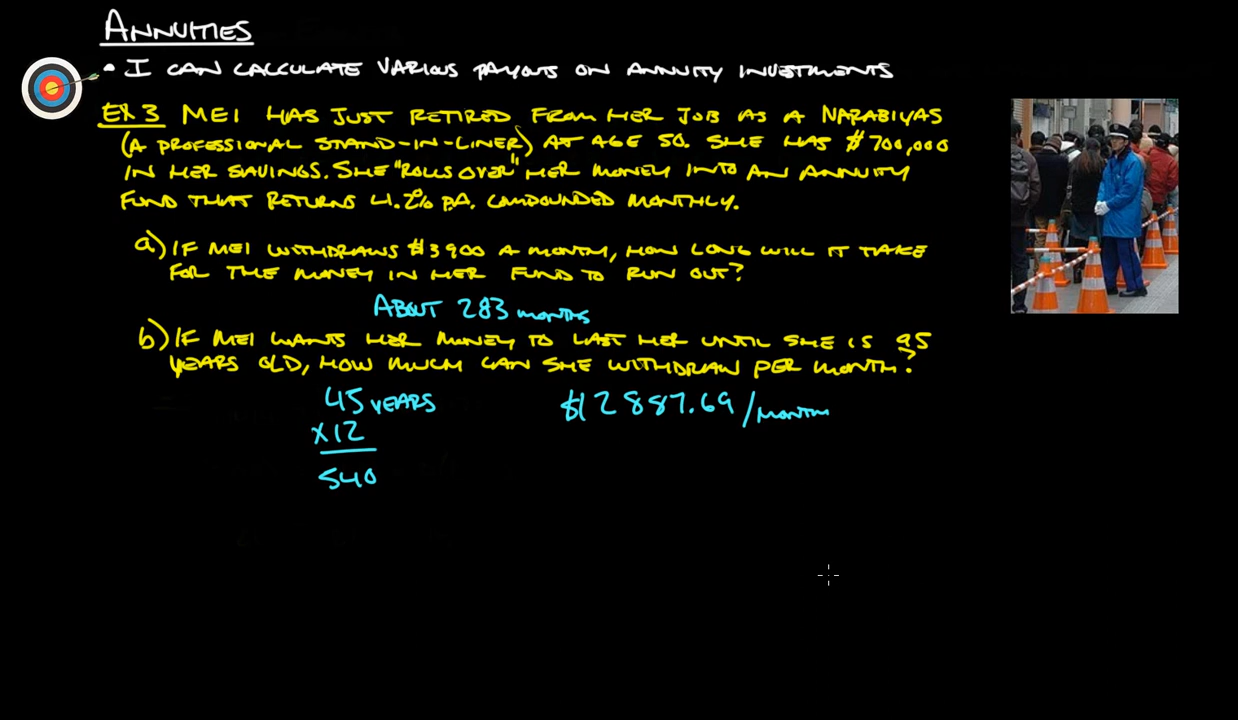 ANNUITIES
• I CAN CALCULATE VARIOUS PAYOUTS ON ANNUITY INVESTMENTS
EX 3 MEI HAS JUST RETIRED FROM HER JOB AS A NARABIYAS
(A PROFESSIONAL STAND-IN-LINER) AT AGE 50. SHE HAS $700,000
IN HER SAVINGS. SHE "ROLLS OVER" HER MONEY INTO AN ANNUITY
FUND THAT RETURNS 4.2% P.A. COMPOUNDED MONTHLY.
a) IF MEI WITHDRAWS $3900 A MONTH, HOW LONG WILL IT TAKE
FOR THE MONEY IN HER FUND TO RUN OUT?
ABOUT 283 MONTHS
b) IF MEI WANTS HER MONEY TO LAST HER UNTIL SHE IS 95
YEARS OLD, HOW MUCH CAN SHE WITHDRAW PER MONTH?
45 YEARS $12887.69/MONTH
x12
540